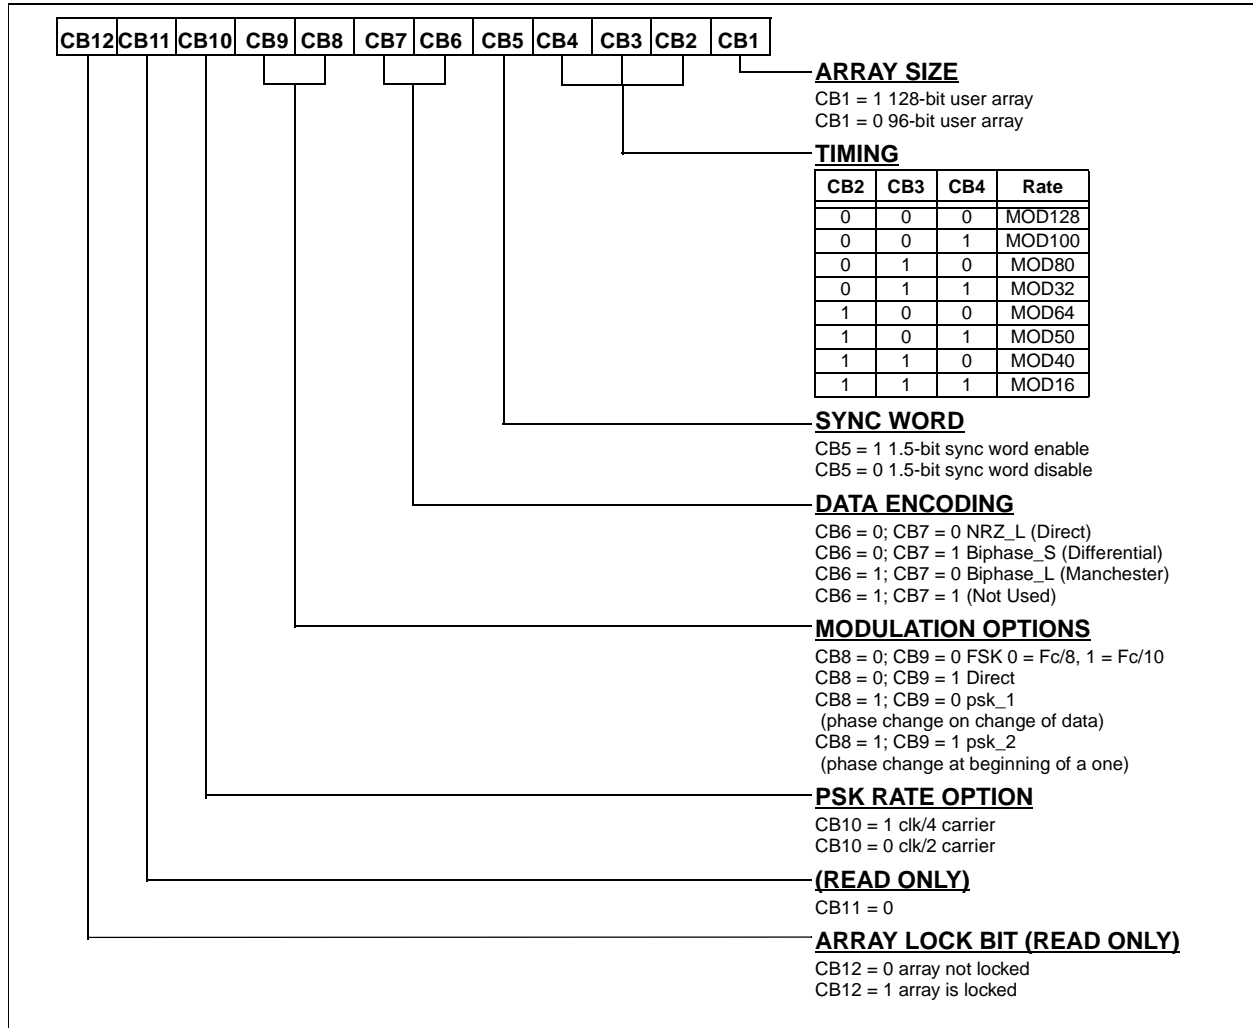 CB12 CB11 CB10 CB9 CB8 CB7 CB6 CB5 CB4 CB3 CB2 CB1
ARRAY SIZE
CB1 = 1 128-bit user array
CB1 = 0 96-bit user array
TIMING
CB2 CB3 CB4 Rate
0 0 0 MOD128
0 0 1 MOD100
0 1 0 MOD80
0 1 1 MOD32
1 0 0 MOD64
1 0 1 MOD50
1 1 0 MOD40
1 1 1 MOD16
SYNC WORD
CB5 = 1 1.5-bit sync word enable
CB5 = 0 1.5-bit sync word disable
DATA ENCODING
CB6 = 0; CB7 = 0 NRZ_L (Direct)
CB6 = 0; CB7 = 1 Biphase_S (Differential)
CB6 = 1; CB7 = 0 Biphase_L (Manchester)
CB6 = 1; CB7 = 1 (Not Used)
MODULATION OPTIONS
CB8 = 0; CB9 = 0 FSK 0 = Fc/8, 1 = Fc/10
CB8 = 0; CB9 = 1 Direct
CB8 = 1; CB9 = 0 psk_1
(phase change on change of data)
CB8 = 1; CB9 = 1 psk_2
(phase change at beginning of a one)
PSK RATE OPTION
CB10 = 1 clk/4 carrier
CB10 = 0 clk/2 carrier
(READ ONLY)
CB11 = 0
ARRAY LOCK BIT (READ ONLY)
CB12 = 0 array not locked
CB12 = 1 array is locked